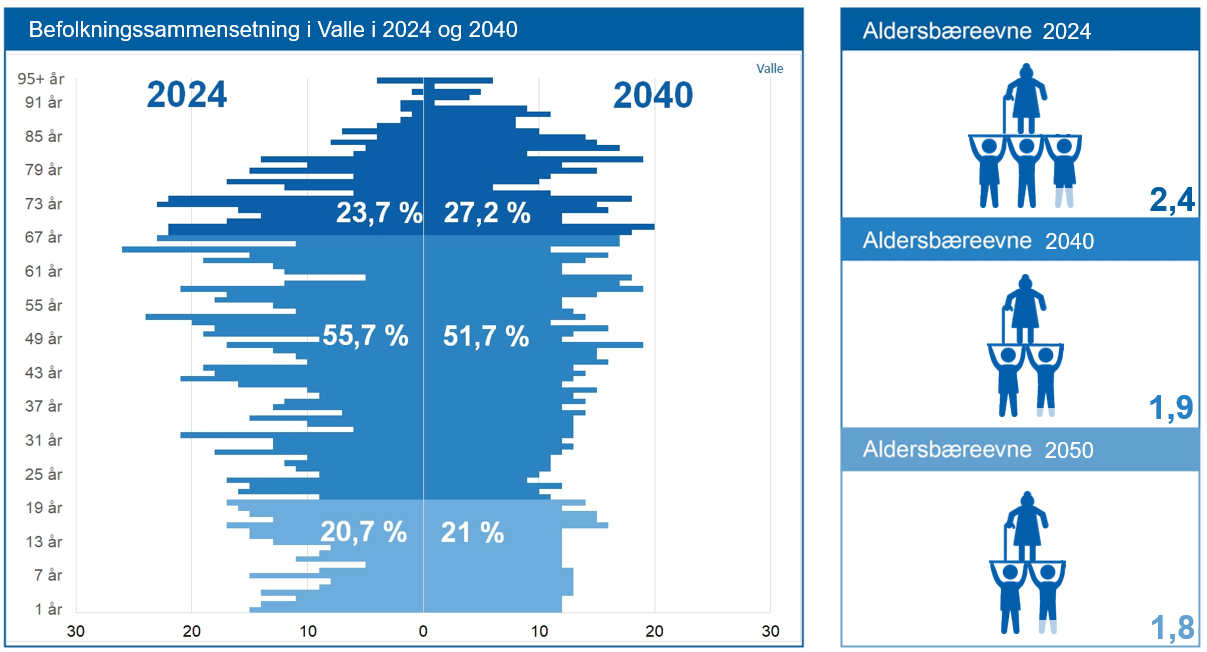 Befolkningssammensetning i Valle i 2024 og 2040
Valle
2024
2040
95+ år
91 år
85 år
79 år
73 år
67 år
61 år
55 år
49 år
43 år
37 år
31 år
25 år
19 år
13 år
7 år
1 år
23,7 %
27,2 %
55,7 %
51,7 %
20,7 %
21 %
30
20
10
0
10
20
30
Aldersbæreevne 2024
2,4
Aldersbæreevne 2040
1,9
Aldersbæreevne 2050
1,8